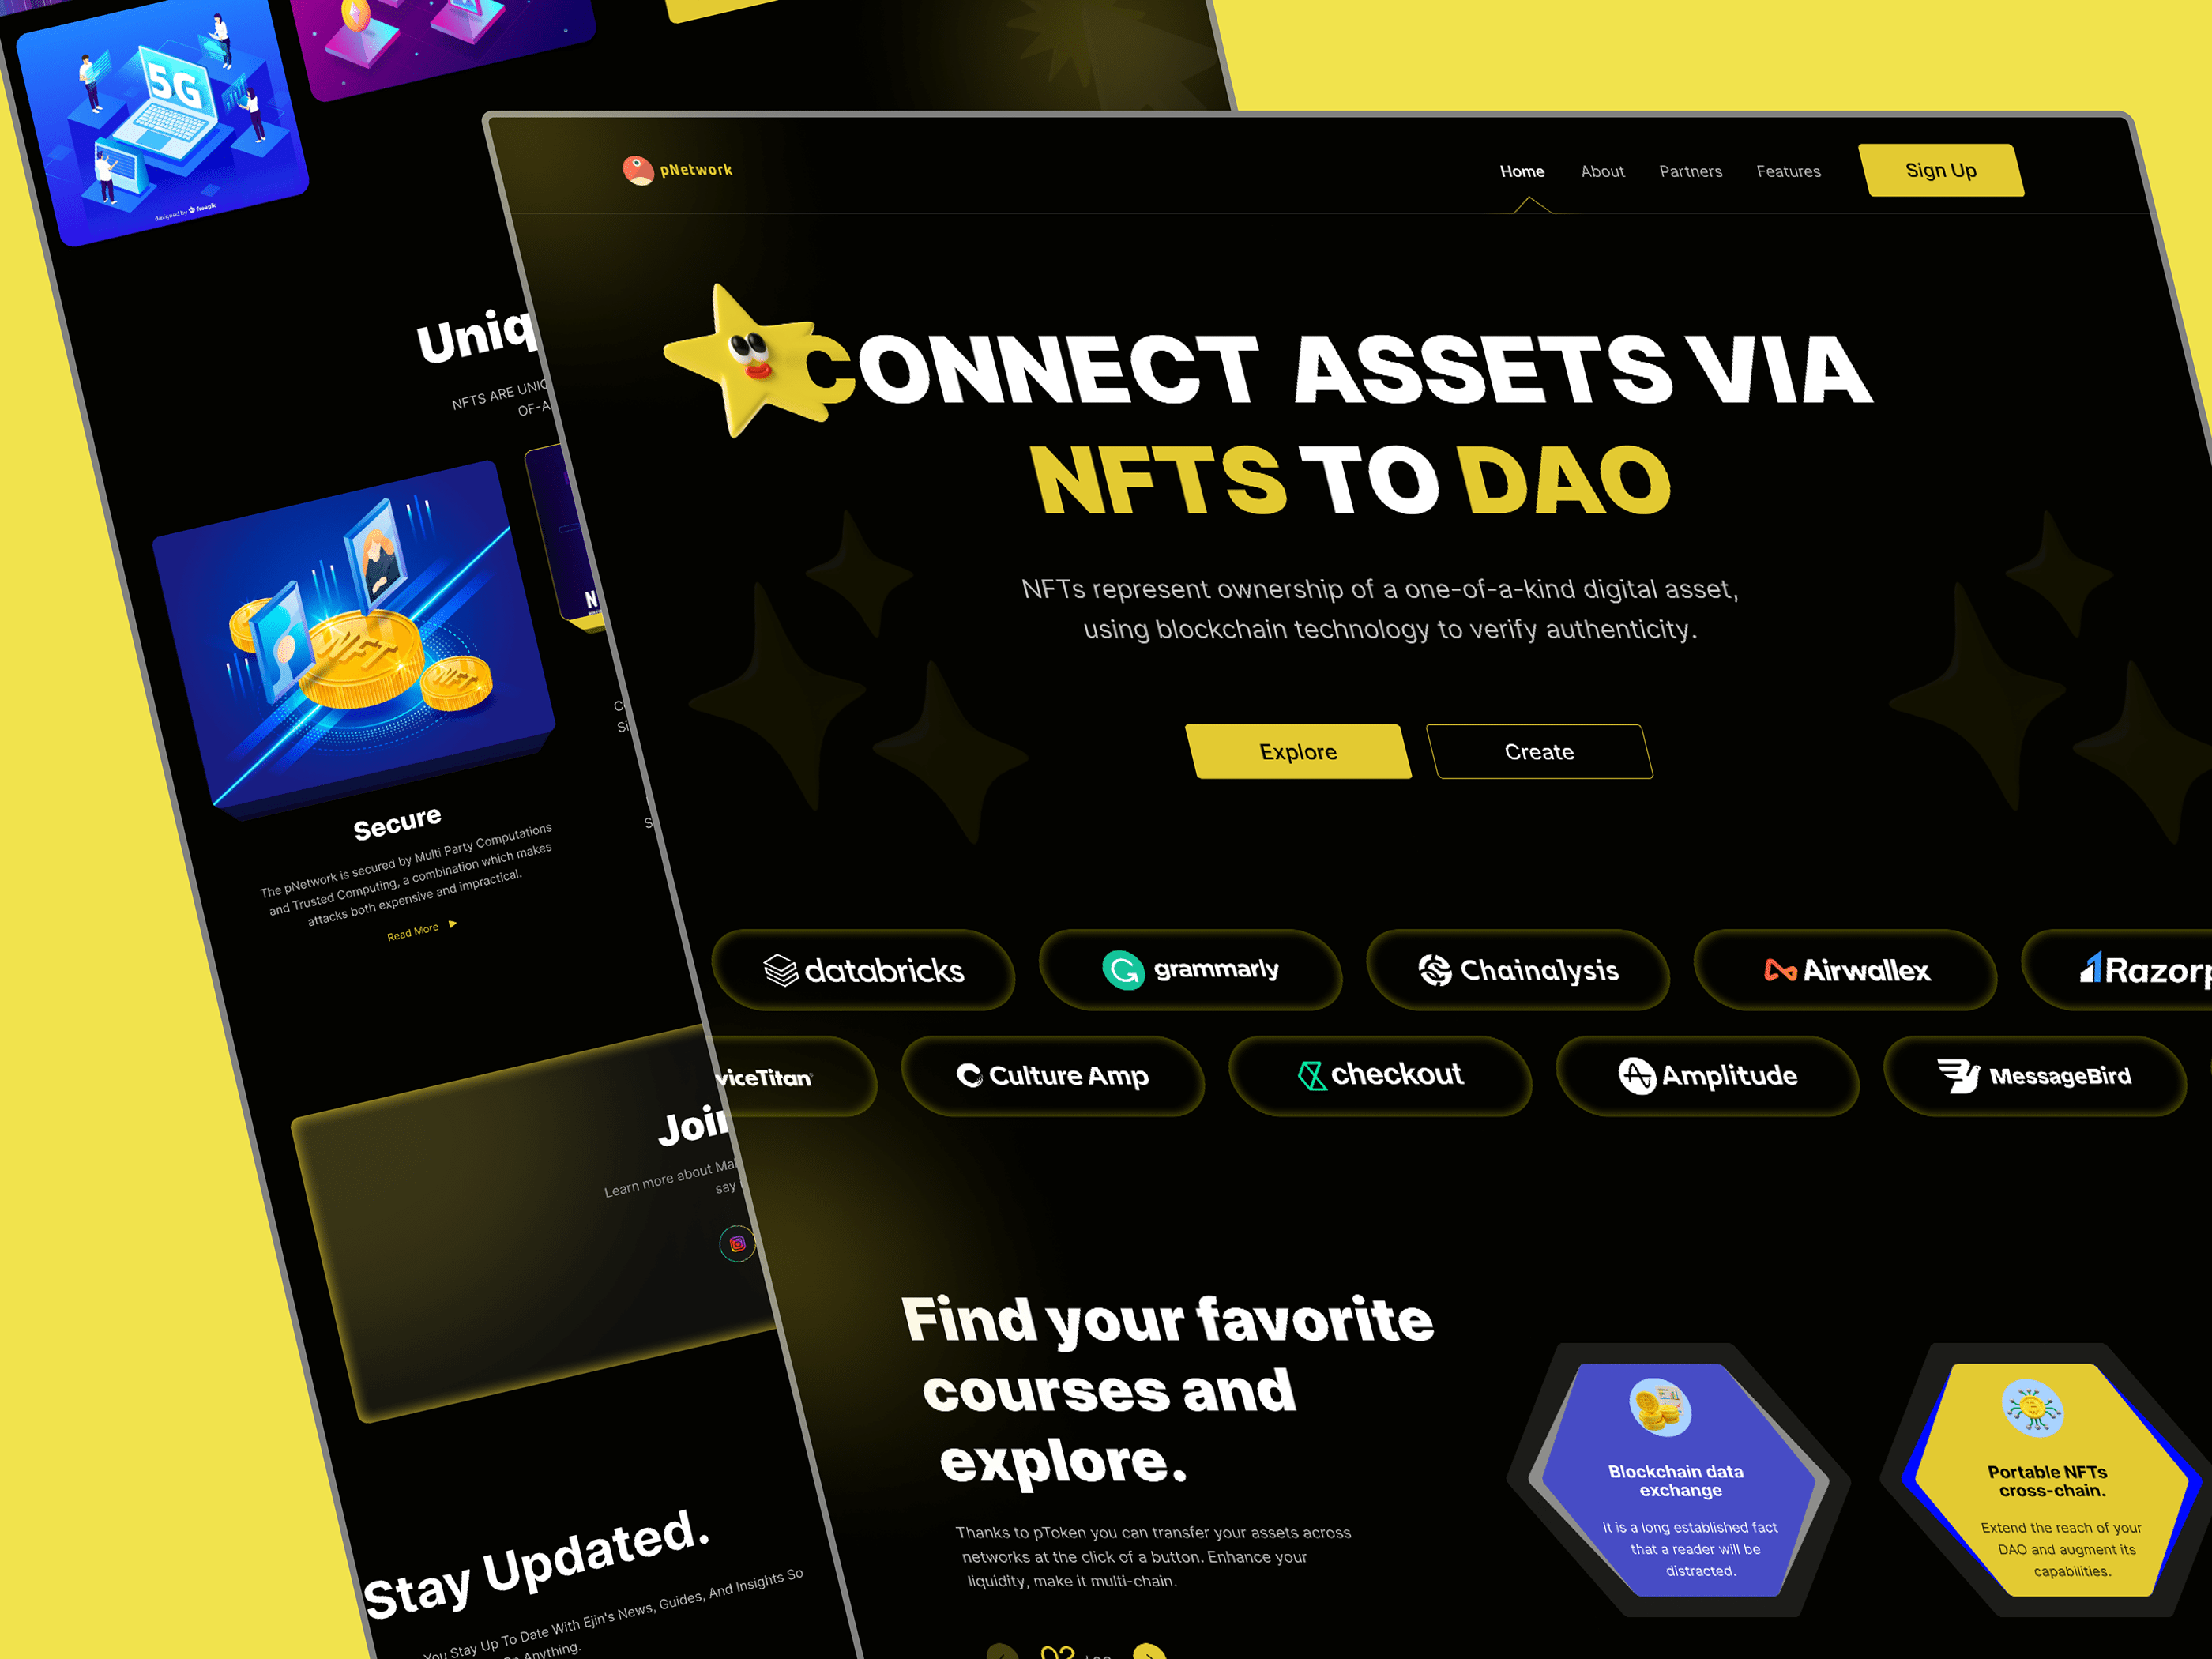 pNetwork
Home About Partners Features Sign Up
CONNECT ASSETS VIA
NFTS TO DAO
NFTs represent ownership of a one-of-a-kind digital asset,
using blockchain technology to verify authenticity.
Explore Create
databricks grammarly Chainalysis Airwallex Razorp
viceTitan Culture Amp checkout Amplitude MessageBird
Find your favorite
courses and
explore.
Thanks to pToken you can transfer your assets across
networks at the click of a button. Enhance your
liquidity, make it multi-chain.
02
Blockchain data
exchange
It is a long established fact
that a reader will be
distracted.
Portable NFTs
cross-chain.
Extend the reach of your
DAO and augment its
capabilities.
5G
designed by freepik
Uniq
NFTS ARE UNIQ
OF-A
NFT
NFT
N
Secure
The pNetwork is secured by Multi Party Computations
and Trusted Computing, a combination which makes
attacks both expensive and impractical.
Read More
C
Si
S
Join
Learn more about Mal
say
Stay Updated.
You Stay Up To Date With Ejin's News, Guides, And Insights So
Anything.